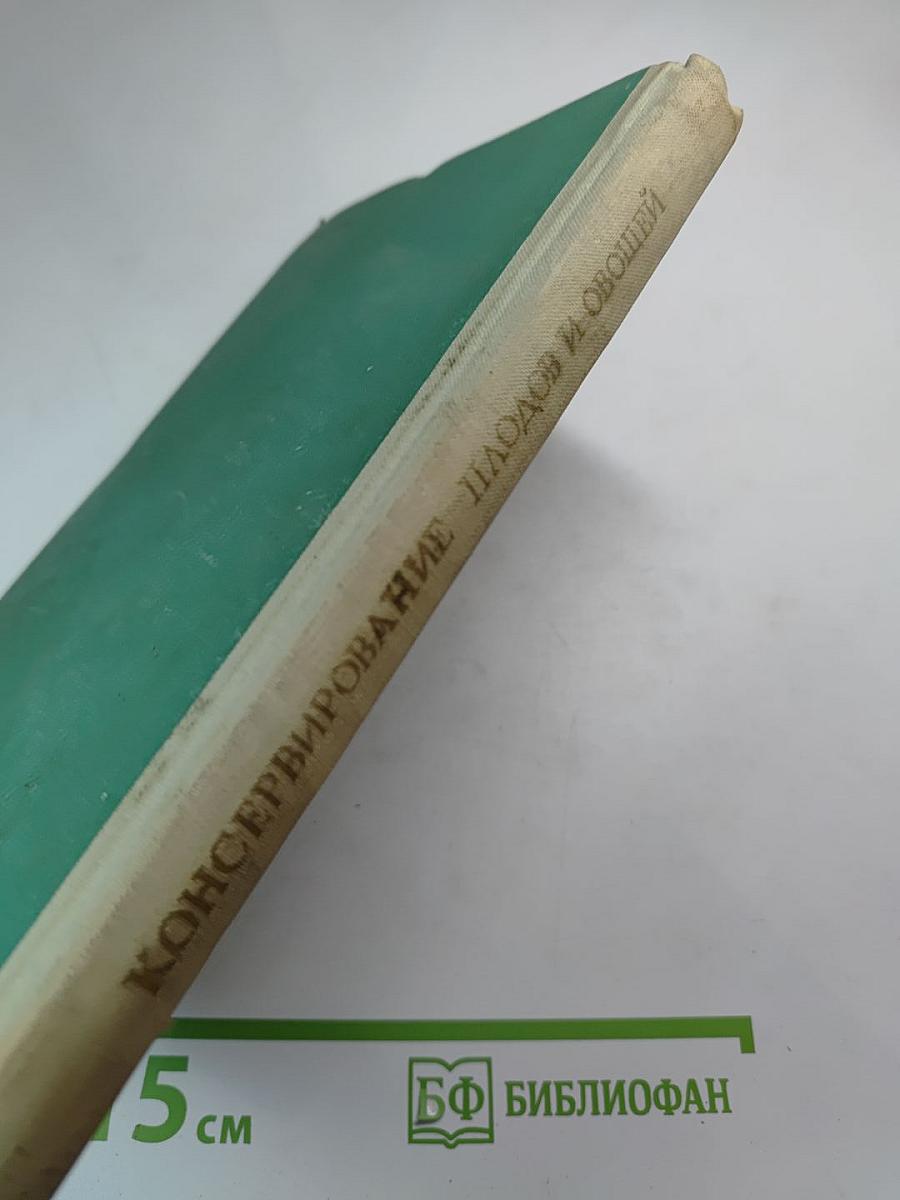 КОНСЕРВИРОВАНИЕ ПЛОДОВ И ОВОЩЕЙ
15 см
БФ БИБЛИОФАН